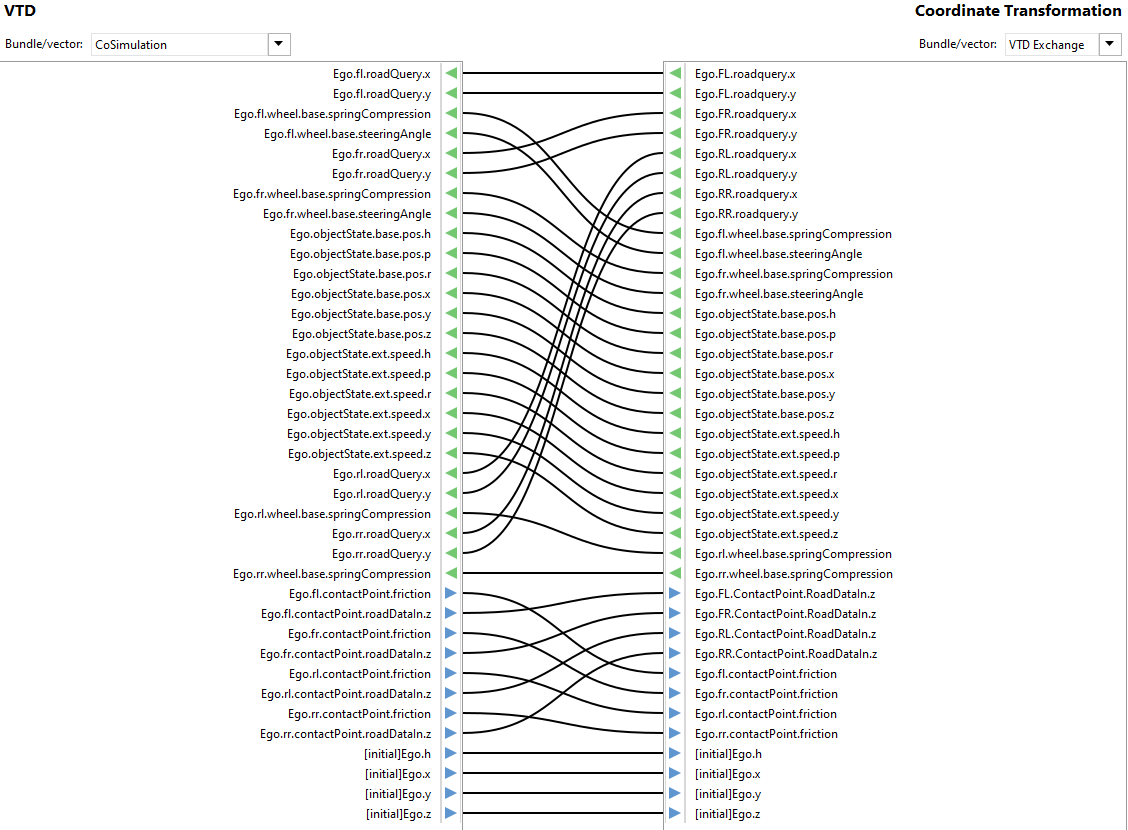 VTD
Coordinate Transformation
Bundle/vector: CoSimulation
Bundle/vector: VTD Exchange
Ego.fl.roadQuery.x
Ego.fl.roadQuery.y
Ego.fl.wheel.base.springCompression
Ego.fl.wheel.base.steeringAngle
Ego.fr.roadQuery.x
Ego.fr.roadQuery.y
Ego.fr.wheel.base.springCompression
Ego.fr.wheel.base.steeringAngle
Ego.objectState.base.pos.h
Ego.objectState.base.pos.p
Ego.objectState.base.pos.r
Ego.objectState.base.pos.x
Ego.objectState.base.pos.y
Ego.objectState.base.pos.z
Ego.objectState.ext.speed.h
Ego.objectState.ext.speed.p
Ego.objectState.ext.speed.r
Ego.objectState.ext.speed.x
Ego.objectState.ext.speed.y
Ego.objectState.ext.speed.z
Ego.rl.roadQuery.x
Ego.rl.roadQuery.y
Ego.rl.wheel.base.springCompression
Ego.rr.roadQuery.x
Ego.rr.roadQuery.y
Ego.rr.wheel.base.springCompression
Ego.fl.contactPoint.friction
Ego.fl.contactPoint.roadDataIn.z
Ego.fr.contactPoint.friction
Ego.fr.contactPoint.roadDataIn.z
Ego.rl.contactPoint.friction
Ego.rl.contactPoint.roadDataIn.z
Ego.rr.contactPoint.friction
Ego.rr.contactPoint.roadDataIn.z
[initial]Ego.h
[initial]Ego.x
[initial]Ego.y
[initial]Ego.z
Ego.FL.roadquery.x
Ego.FL.roadquery.y
Ego.FR.roadquery.x
Ego.FR.roadquery.y
Ego.RL.roadquery.x
Ego.RL.roadquery.y
Ego.RR.roadquery.x
Ego.RR.roadquery.y
Ego.fl.wheel.base.springCompression
Ego.fl.wheel.base.steeringAngle
Ego.fr.wheel.base.springCompression
Ego.fr.wheel.base.steeringAngle
Ego.objectState.base.pos.h
Ego.objectState.base.pos.p
Ego.objectState.base.pos.r
Ego.objectState.base.pos.x
Ego.objectState.base.pos.y
Ego.objectState.base.pos.z
Ego.objectState.ext.speed.h
Ego.objectState.ext.speed.p
Ego.objectState.ext.speed.r
Ego.objectState.ext.speed.x
Ego.objectState.ext.speed.y
Ego.objectState.ext.speed.z
Ego.rl.wheel.base.springCompression
Ego.rr.wheel.base.springCompression
Ego.FL.ContactPoint.RoadDataIn.z
Ego.FR.ContactPoint.RoadDataIn.z
Ego.RL.ContactPoint.RoadDataIn.z
Ego.RR.ContactPoint.RoadDataIn.z
Ego.fl.contactPoint.friction
Ego.fr.contactPoint.friction
Ego.rl.contactPoint.friction
Ego.rr.contactPoint.friction
[initial]Ego.h
[initial]Ego.x
[initial]Ego.y
[initial]Ego.z